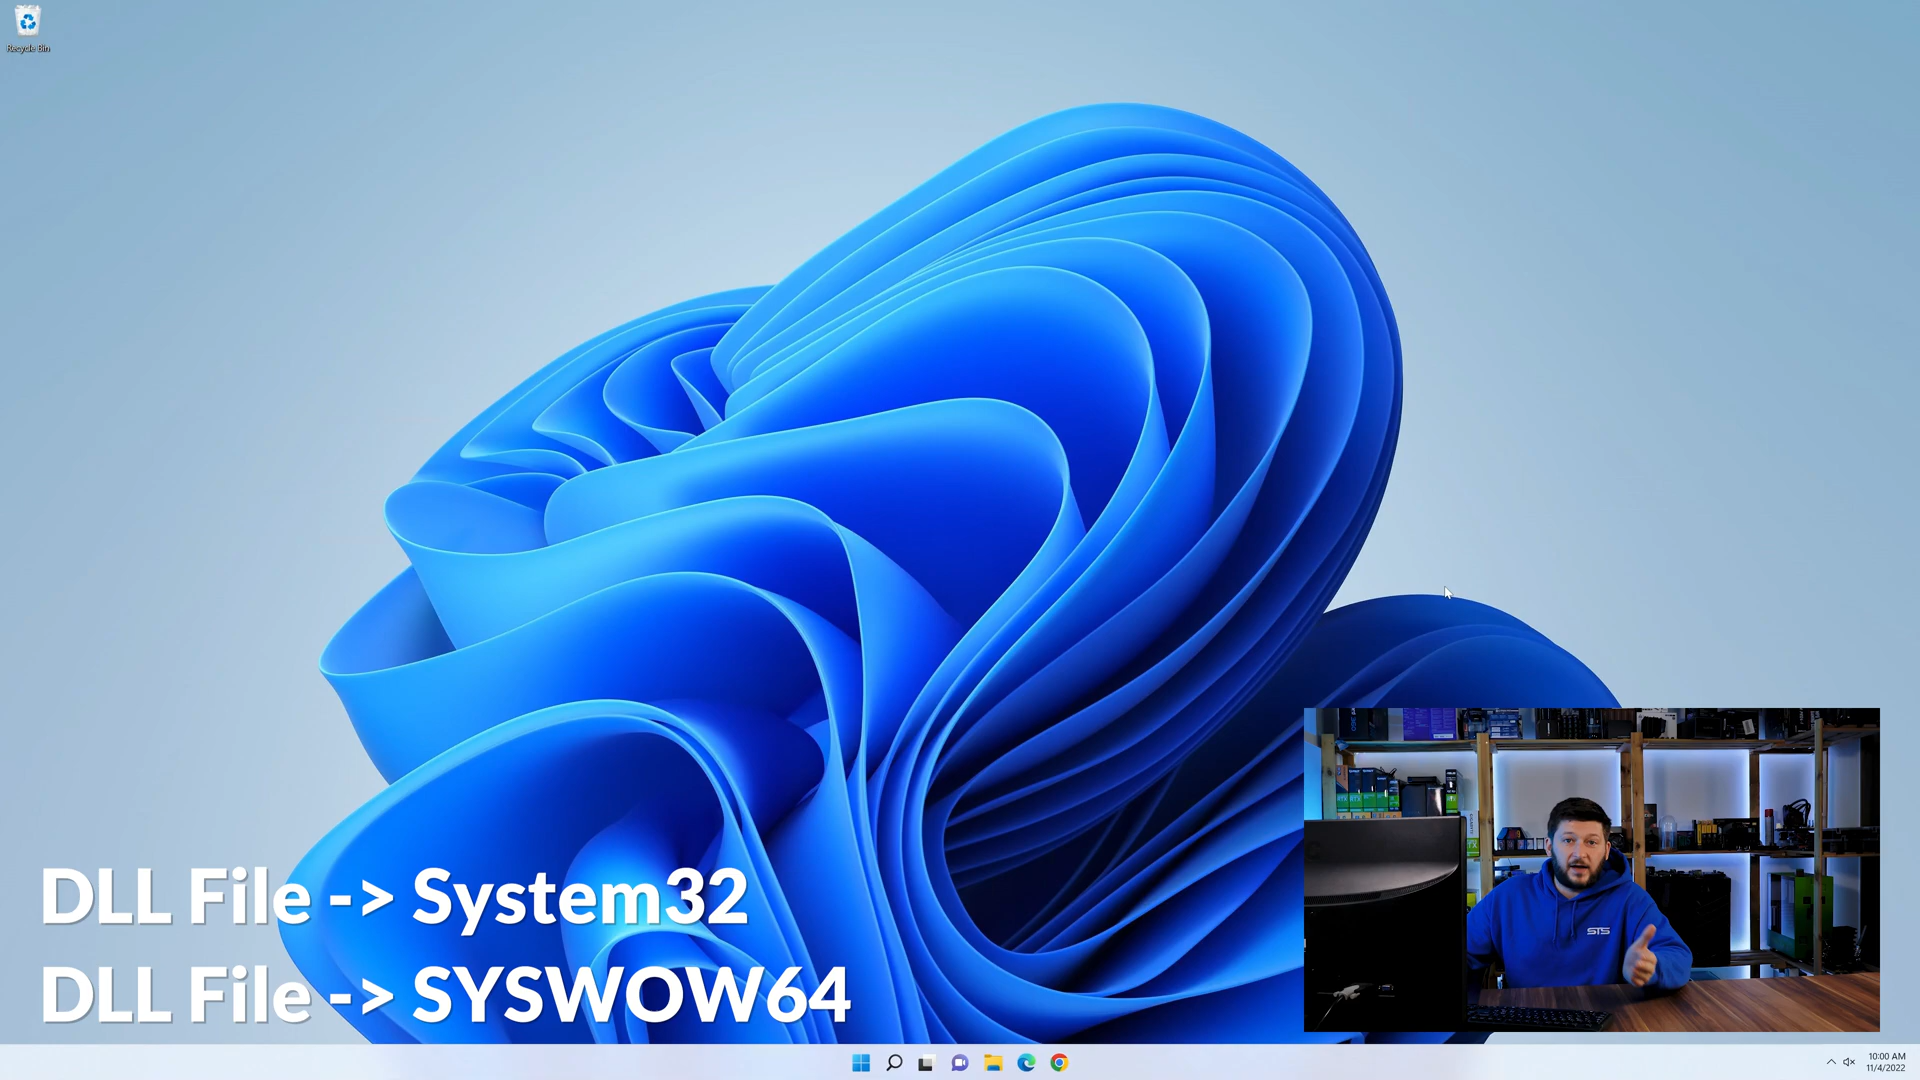 Recycle Bin
DLL File -> System32
DLL File -> SYSWOW64
STS
10:00 AM
11/4/2022